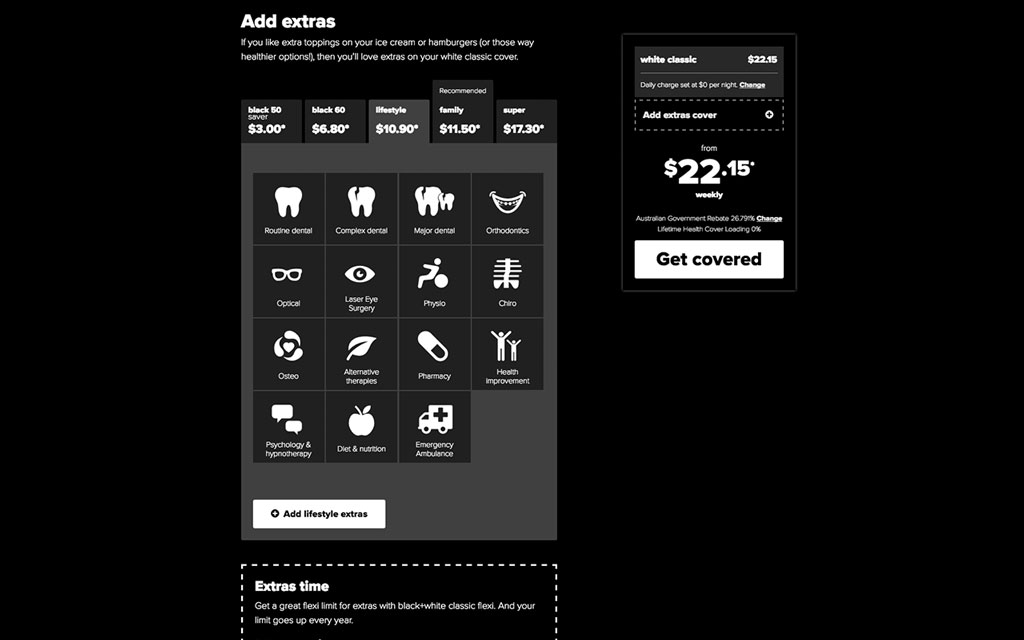 Add extras
If you like extra toppings on your ice cream or hamburgers (or those way
healthier options!), then you'll love extras on your white classic cover.
black 50
saver
$3.00*
black 60
$6.80*
lifestyle
$10.90*
Recommended
family
$11.50*
super
$17.30*
Routine dental
Complex dental
Major dental
Orthodontics
Optical
Laser Eye
Surgery
Physio
Chiro
Osteo
Alternative
therapies
Pharmacy
Health
improvement
Psychology &
hypnotherapy
Diet & nutrition
Emergency
Ambulance
Add lifestyle extras
Extras time
Get a great flexi limit for extras with black+white classic flexi. And your
limit goes up every year.
white classic $22.15
Daily charge set at $0 per night. Change
Add extras cover
from
$22.15*
weekly
Australian Government Rebate 26.791% Change
Lifetime Health Cover Loading 0%
Get covered